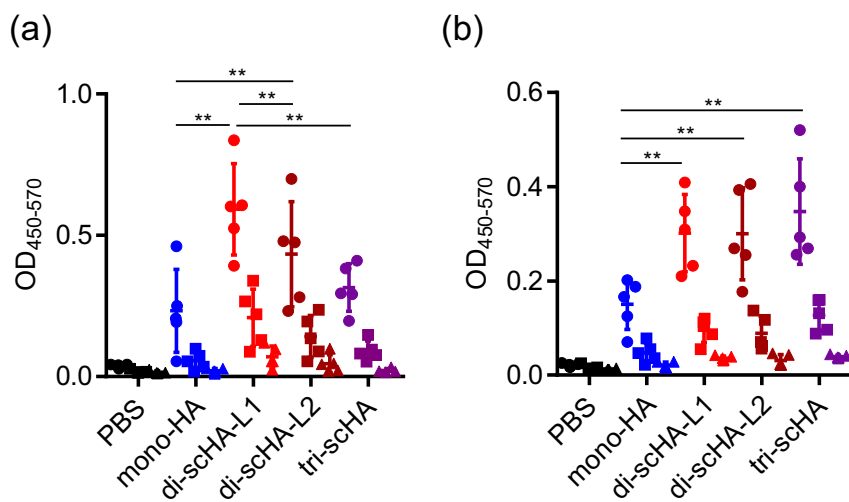 (a)
(b)
**
**
**
**
1.0
0.5
0.0
OD450-570
PBS
mono-HA
di-scHA-L1
di-scHA-L2
tri-scHA
**
**
**
0.6
0.4
0.2
0.0
OD450-570
PBS
mono-HA
di-scHA-L1
di-scHA-L2
tri-scHA